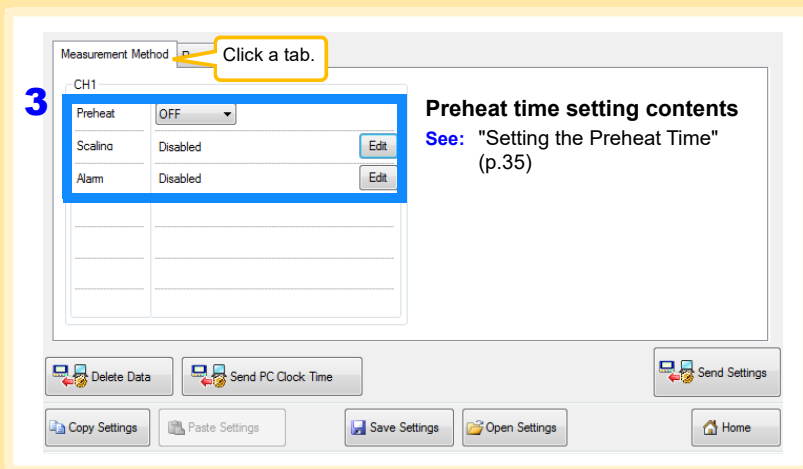 Measurement Method
Click a tab.
3
CH1
Preheat OFF
Scaling Disabled Edit
Alarm Disabled Edit
Preheat time setting contents
See: "Setting the Preheat Time"
(p.35)
Delete Data Send PC Clock Time Send Settings
Copy Settings Paste Settings Save Settings Open Settings Home